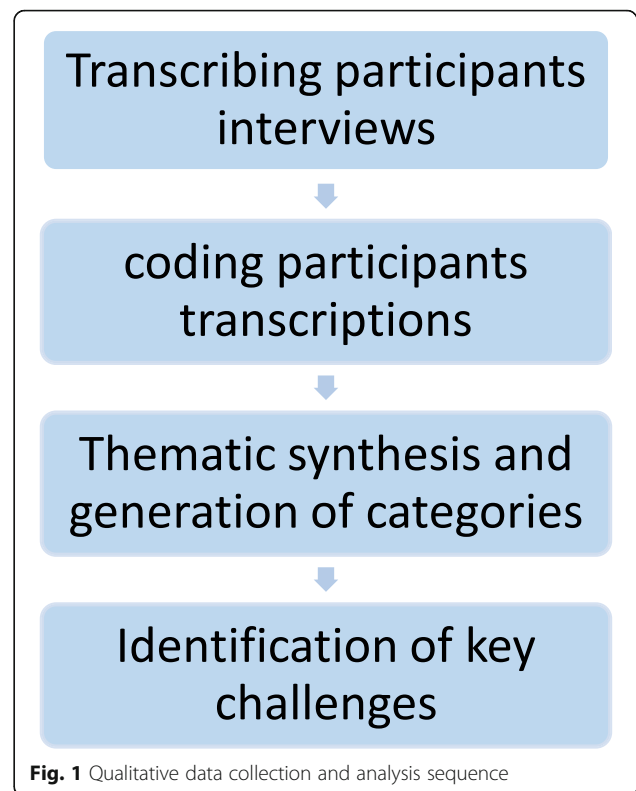 Transcribing participants
interviews
coding participants
transcriptions
Thematic synthesis and
generation of categories
Identification of key
challenges
Fig. 1 Qualitative data collection and analysis sequence